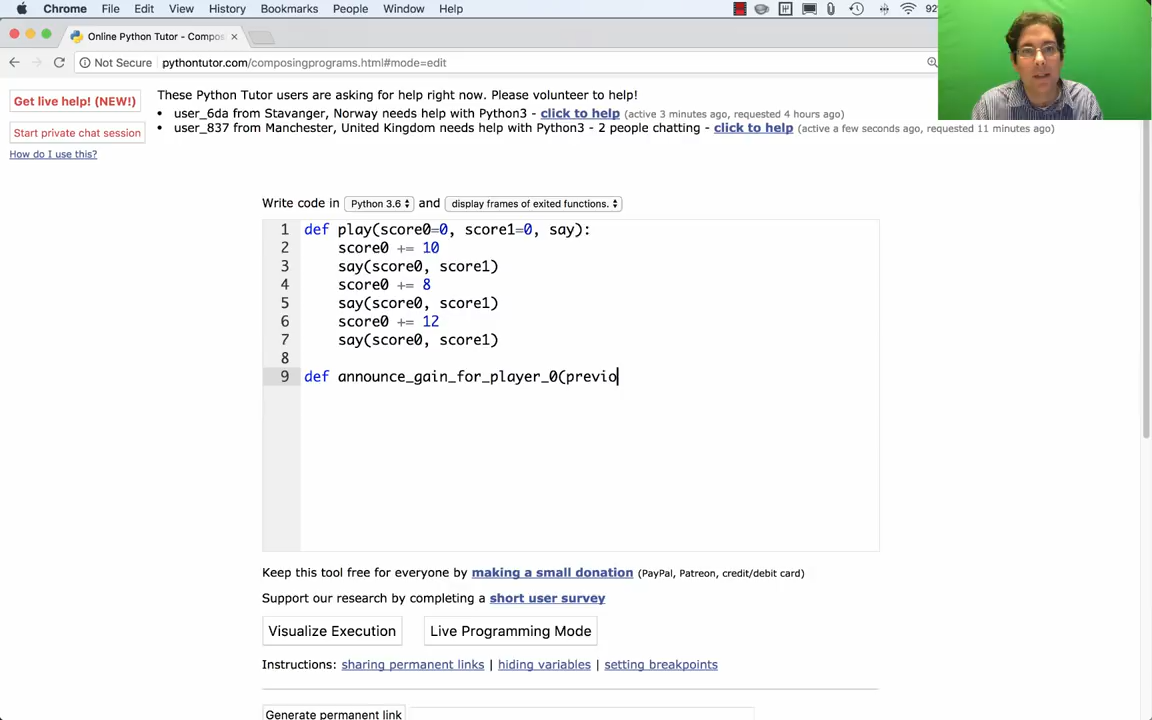 Chrome File Edit View History Bookmarks People Window Help 92
Online Python Tutor - Compos ×
Not Secure pythontutor.com/composingprograms.html#mode=edit
Get live help! (NEW!)
Start private chat session
How do I use this?
These Python Tutor users are asking for help right now. Please volunteer to help!
• user_6da from Stavanger, Norway needs help with Python3 - click to help (active 3 minutes ago, requested 4 hours ago)
• user_837 from Manchester, United Kingdom needs help with Python3 - 2 people chatting - click to help (active a few seconds ago, requested 11 minutes ago)
Write code in Python 3.6 and display frames of exited functions.
1 def play(score0=0, score1=0, say):
2 score0 += 10
3 say(score0, score1)
4 score0 += 8
5 say(score0, score1)
6 score0 += 12
7 say(score0, score1)
8
9 def announce_gain_for_player_0(previo
Keep this tool free for everyone by making a small donation (PayPal, Patreon, credit/debit card)
Support our research by completing a short user survey
Visualize Execution Live Programming Mode
Instructions: sharing permanent links | hiding variables | setting breakpoints
Generate permanent link